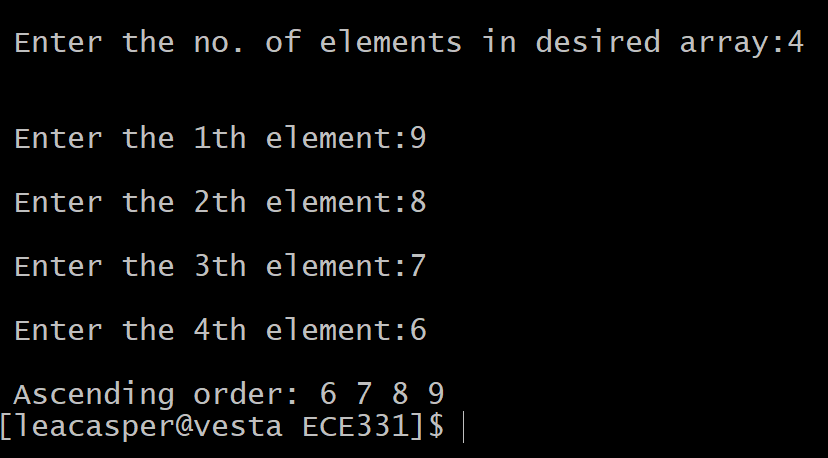 Enter the no. of elements in desired array:4
Enter the 1th element:9
Enter the 2th element:8
Enter the 3th element:7
Enter the 4th element:6
Ascending order: 6 7 8 9
[leacasper@vesta ECE331]$